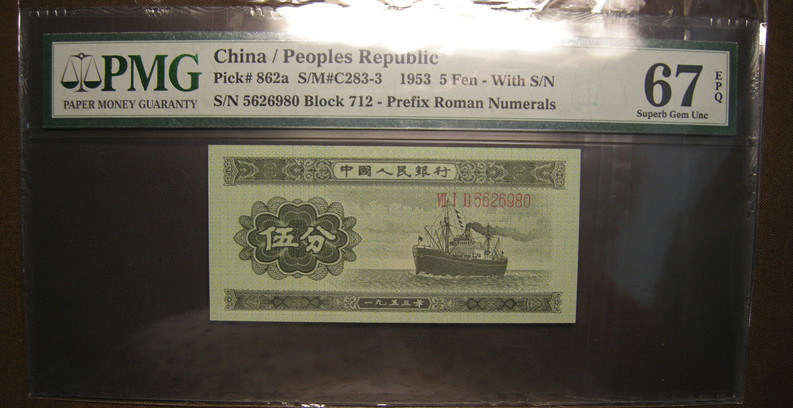 PMG
PAPER MONEY GUARANTY
China / Peoples Republic
Pick# 862a S/M#C283-3 1953 5 Fen - With S/N
S/N 5626980 Block 712 - Prefix Roman Numerals
67
EPQ
Superb Gem Unc
中國人民銀行
VII I II 5626980
伍分
一九五三年